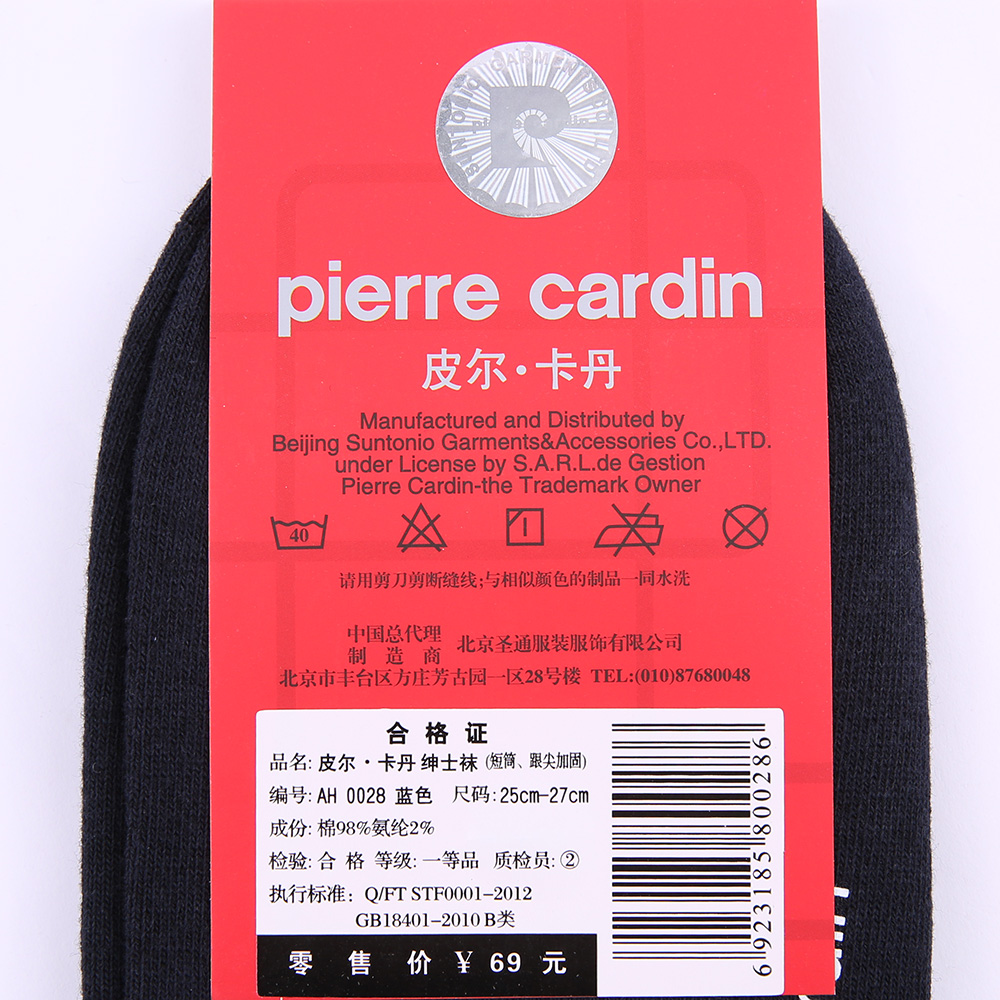 SUNTONIO GARMENTS
pierre cardin
皮尔·卡丹
Manufactured and Distributed by
Beijing Suntonio Garments&Accessories Co.,LTD.
under License by S.A.R.L.de Gestion
Pierre Cardin-the Trademark Owner
40
请用剪刀剪断缝线;与相似颜色的制品一同水洗
中国总代理
制 造 商
北京圣通服装服饰有限公司
北京市丰台区方庄芳古园一区28号楼 TEL:(010)87680048
合格证
品名: 皮尔·卡丹 绅士袜 (短筒、跟尖加固)
编号: AH 0028 蓝色 尺码: 25cm-27cm
成份: 棉98%氨纶2%
检验: 合 格 等级: 一等品 质检员: ②
执行标准: Q/FT STF0001-2012
GB18401-2010 B类
零 售 价 ¥ 69 元
6 923185 800286